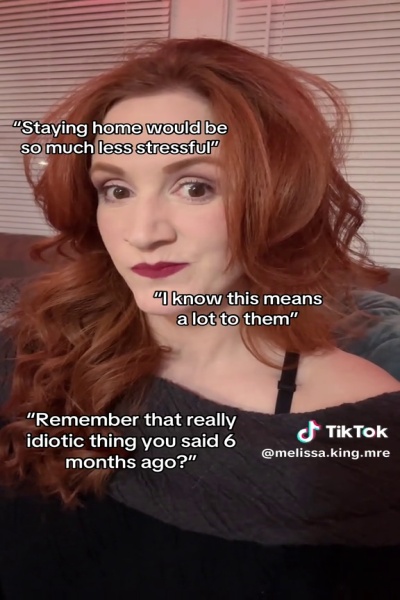 “Staying home would be
so much less stressful”
“I know this means
a lot to them”
“Remember that really
idiotic thing you said 6
months ago?”
TikTok
@melissa.king.mre